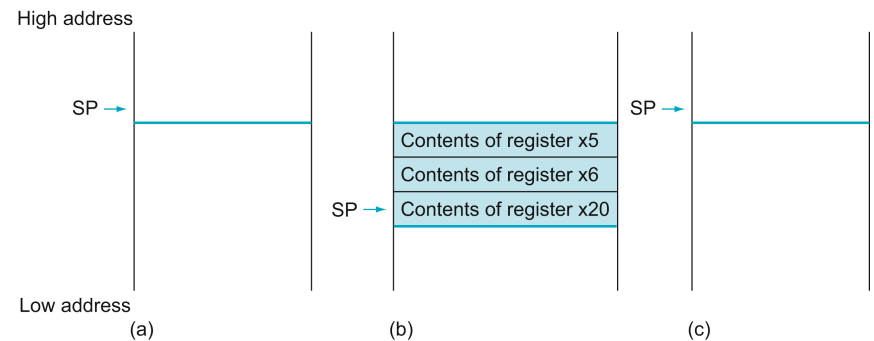 High address
SP
SP
Contents of register x5
Contents of register x6
SP
Contents of register x20
Low address
(a)
(b)
(c)